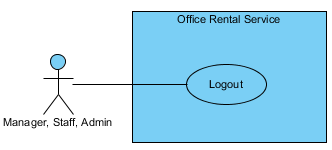 Office Rental Service
Logout
Manager, Staff, Admin